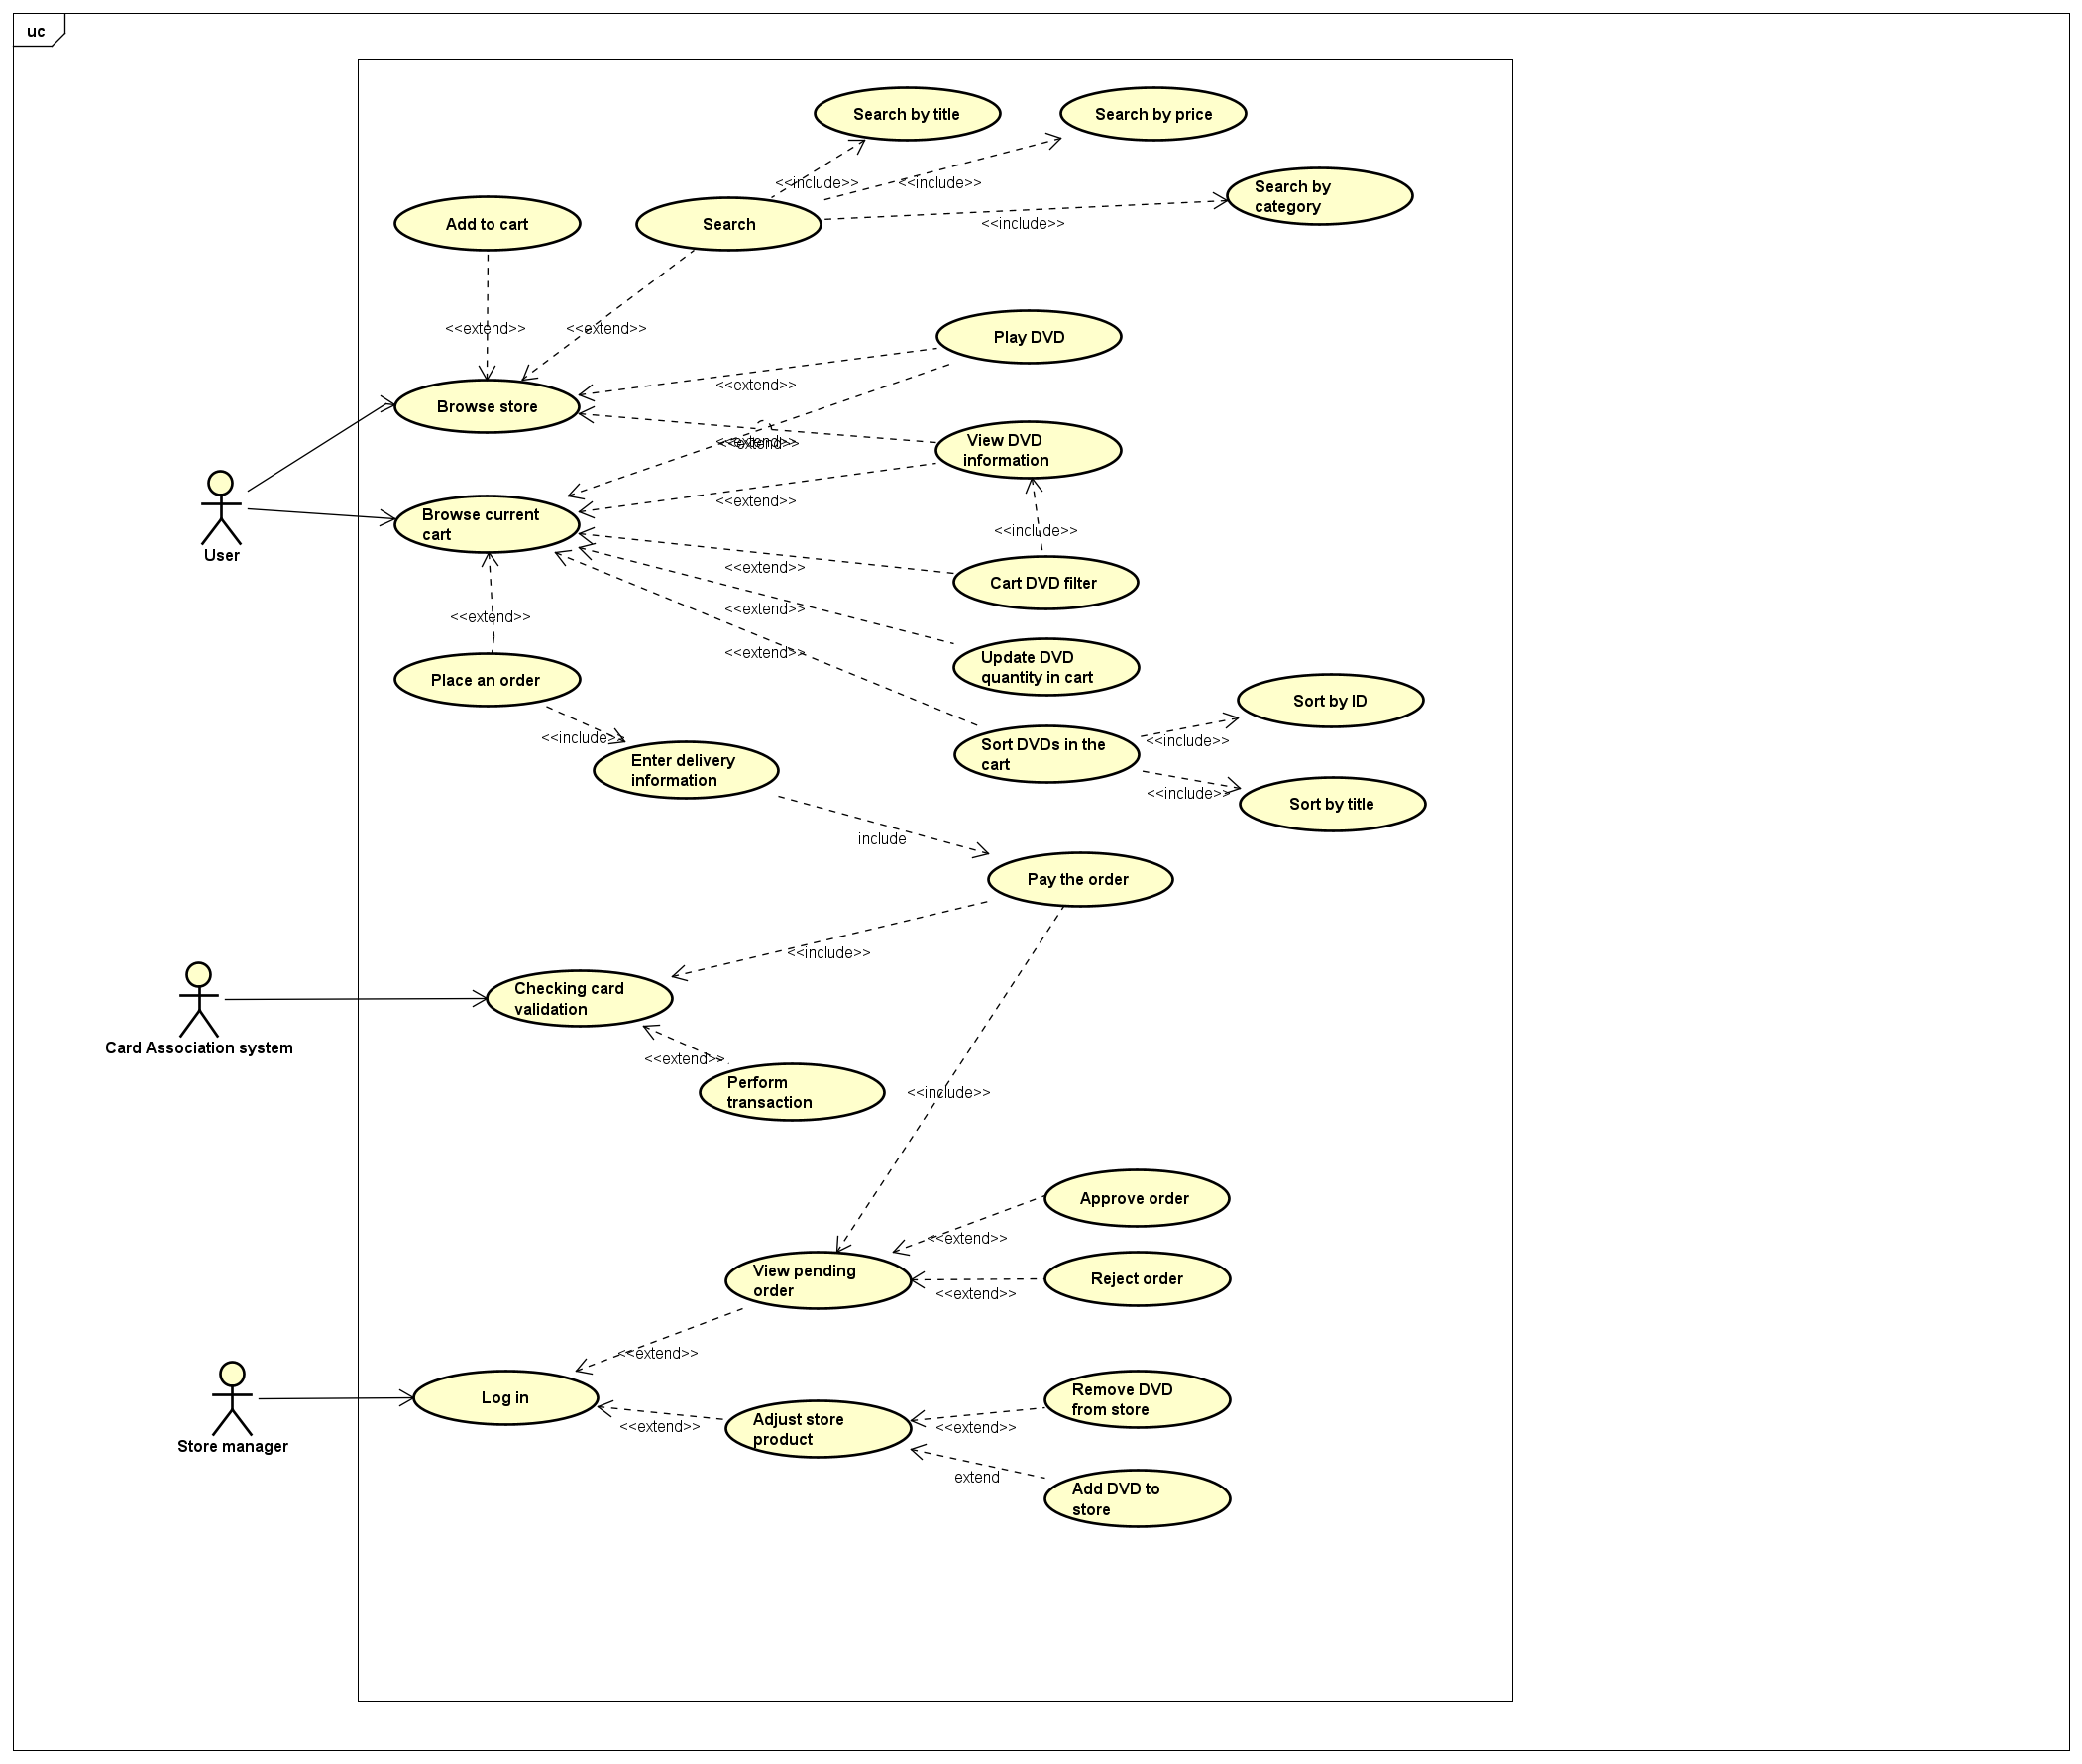 uc
Search by title
Search by price
<<include>>
<<include>>
Search by
category
Add to cart
Search
<<include>>
<<extend>>
<<extend>>
Play DVD
<<extend>>
Browse store
<<extend>>
<<extend>>
View DVD
information
<<extend>>
Browse current
cart
<<include>>
User
<<extend>>
Cart DVD filter
<<extend>>
<<extend>>
<<extend>>
Update DVD
quantity in cart
Place an order
Sort by ID
<<include>>
Sort DVDs in the
cart
<<include>>
Enter delivery
information
<<include>>
Sort by title
include
Pay the order
<<include>>
Checking card
validation
Card Association system
<<extend>>
Perform
transaction
<<include>>
Approve order
<<extend>>
View pending
order
Reject order
<<extend>>
<<extend>>
Log in
Remove DVD
from store
Adjust store
product
<<extend>>
<<extend>>
Store manager
extend
Add DVD to
store